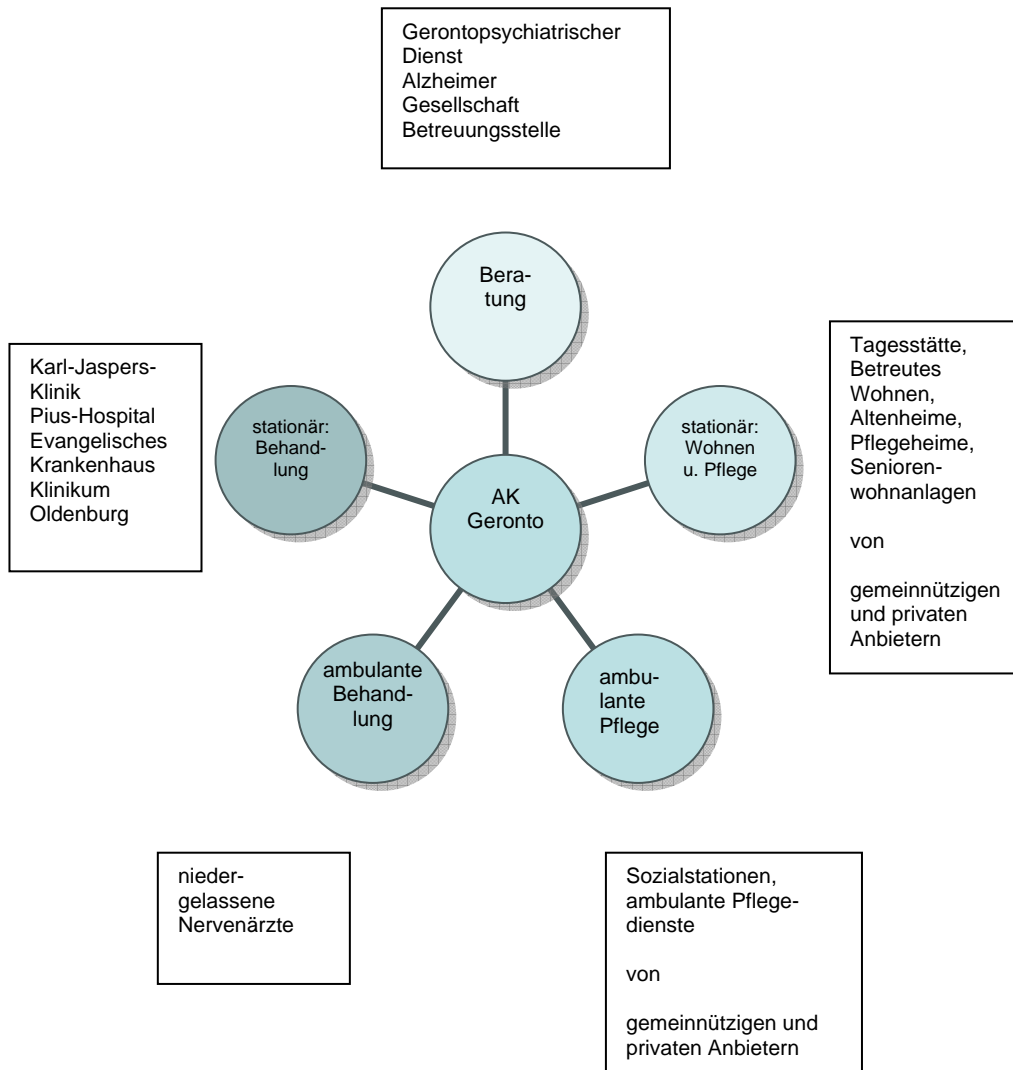 Gerontopsychiatrischer
Dienst
Alzheimer
Gesellschaft
Betreuungsstelle
Bera-
tung
Karl-Jaspers-
Klinik
Pius-Hospital
Evangelisches
Krankenhaus
Klinikum
Oldenburg
stationär:
Behand-
lung
stationär:
Wohnen
u. Pflege
Tagesstätte,
Betreutes
Wohnen,
Altenheime,
Pflegeheime,
Senioren-
wohnanlagen
von
gemeinnützigen
und privaten
Anbietern
AK
Geronto
ambulante
Behand-
lung
ambu-
lante
Pflege
nieder-
gelassene
Nervenärzte
Sozialstationen,
ambulante Pflege-
dienste
von
gemeinnützigen und
privaten Anbietern